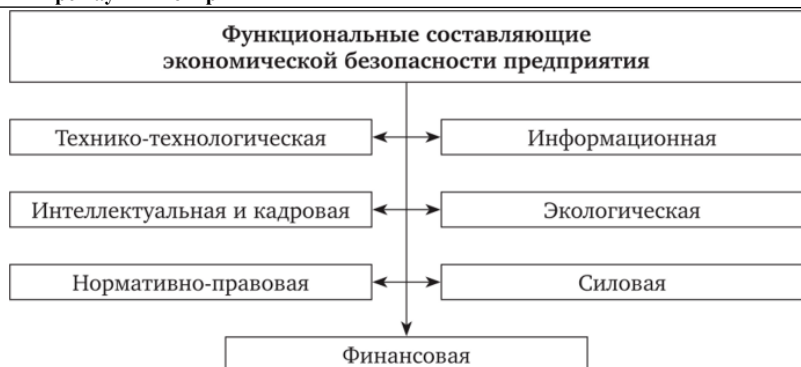 Функциональные составляющие
экономической безопасности предприятия
Технико-технологическая
Информационная
Интеллектуальная и кадровая
Экологическая
Нормативно-правовая
Силовая
Финансовая